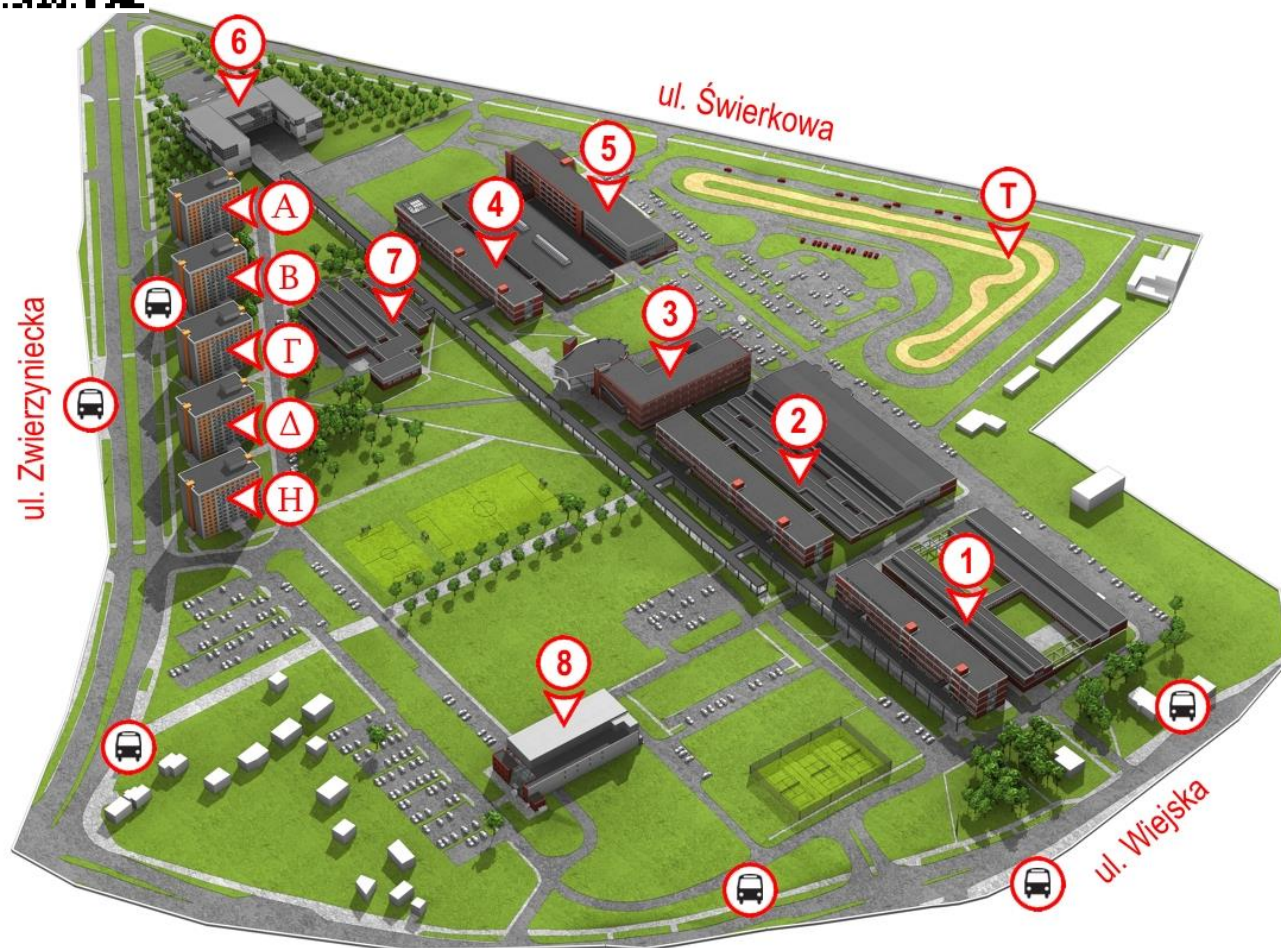 6
ul. Świerkowa
5
T
4
A
7
B
3
ul. Zwierzyniecka
Γ
2
Δ
H
1
8
ul. Wiejska